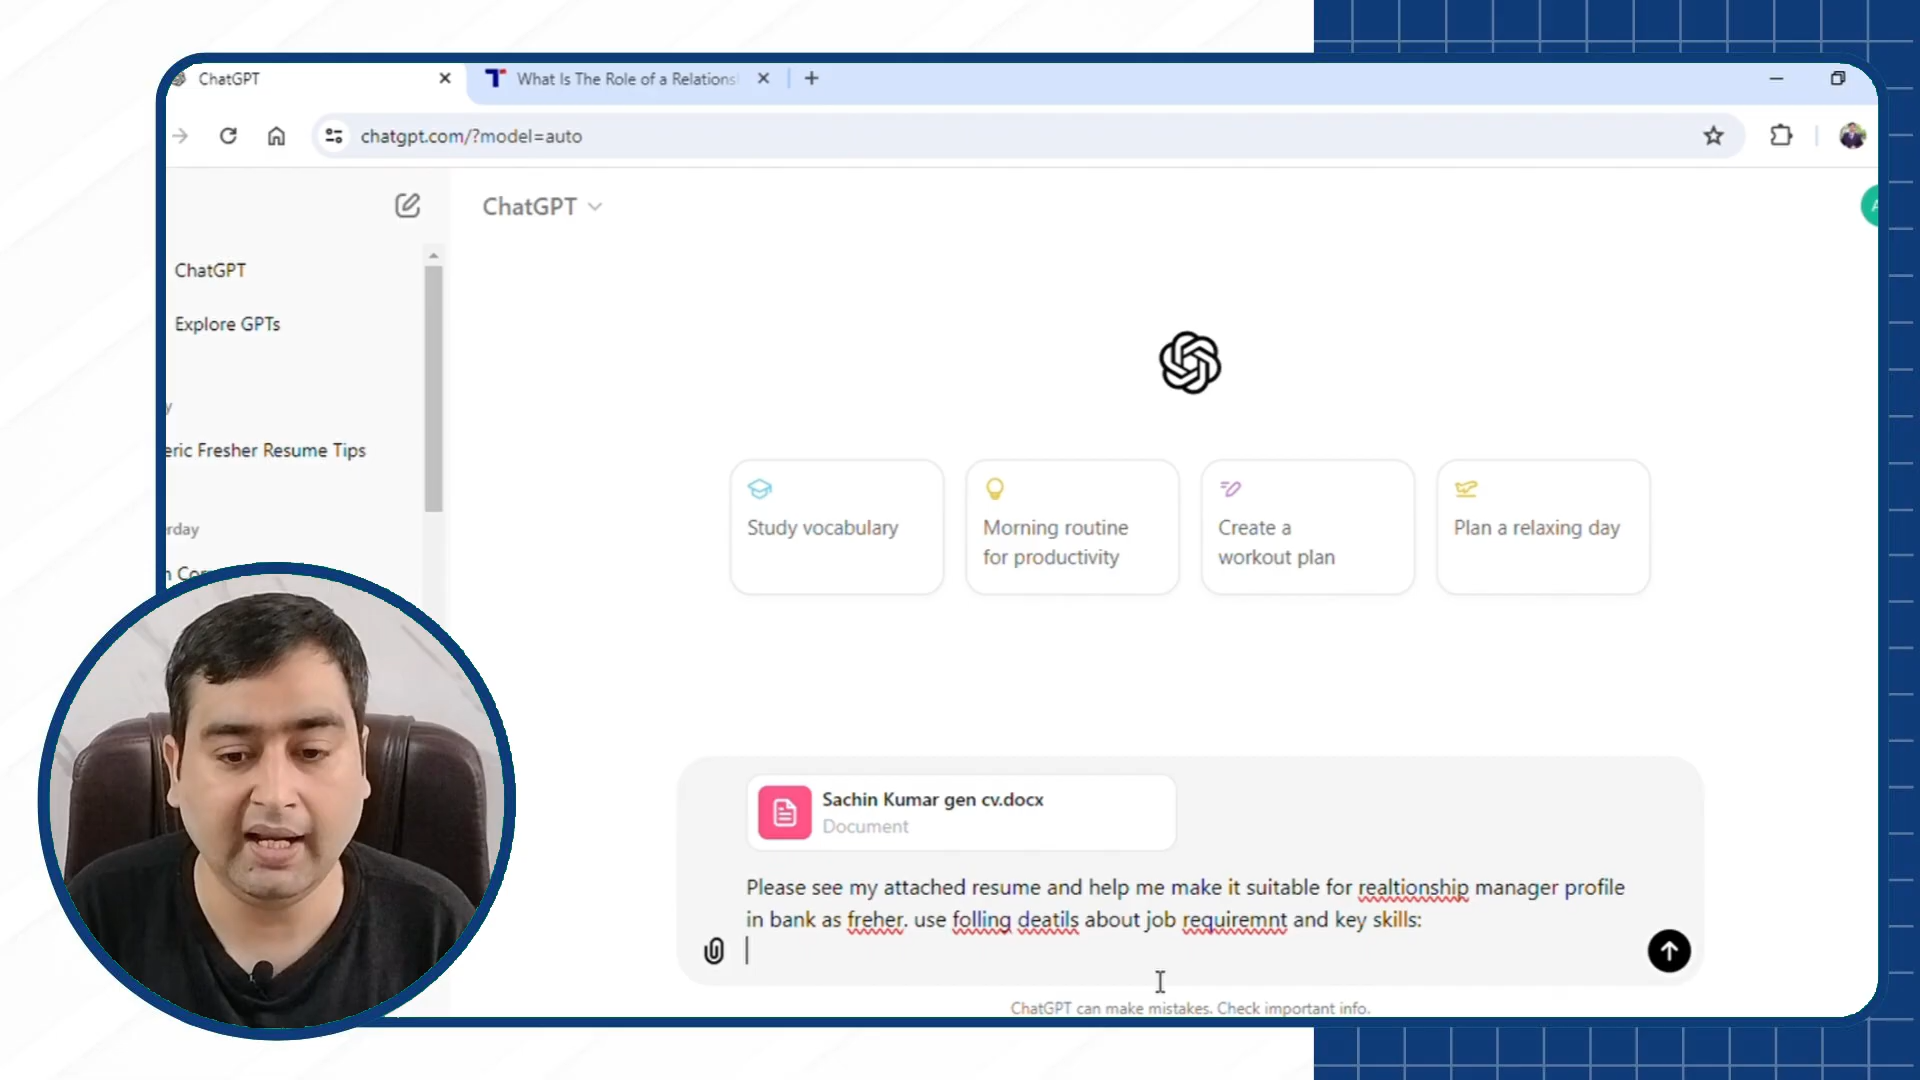 ChatGPT
What Is The Role of a Relations
chatgpt.com/?model=auto
ChatGPT
ChatGPT
Explore GPTs
y
eric Fresher Resume Tips
rday
Study vocabulary
Morning routine
for productivity
Create a
workout plan
Plan a relaxing day
Sachin Kumar gen cv.docx
Document
Please see my attached resume and help me make it suitable for realtionship manager profile
in bank as freher. use folling deatils about job requiremnt and key skills:
ChatGPT can make mistakes. Check important info.